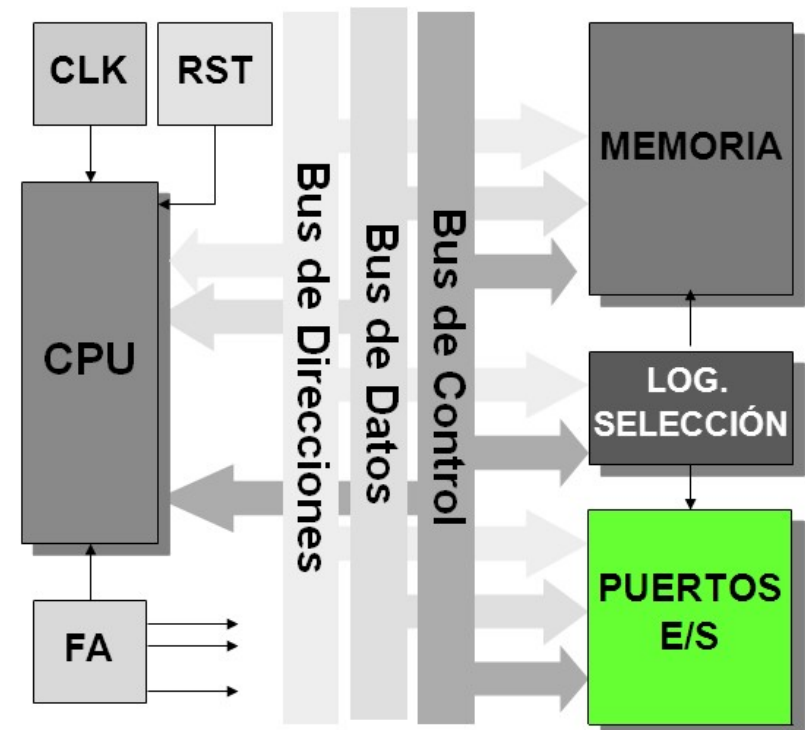 CLK
RST
CPU
FA
Bus de Direcciones
Bus de Datos
Bus de Control
MEMORIA
LOG.
SELECCIÓN
PUERTOS
E/S